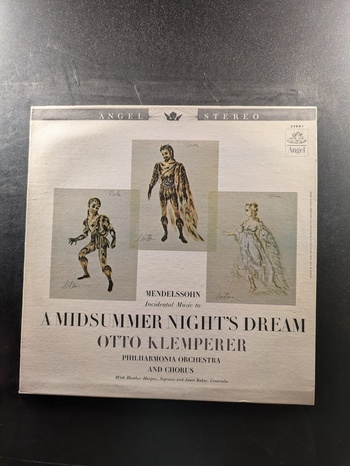 ANGEL STEREO
Angel
MENDELSSOHN
Incidental Music to
A MIDSUMMER NIGHT'S DREAM
OTTO KLEMPERER
PHILHARMONIA ORCHESTRA
AND CHORUS
With Heather Harper, Soprano and Janet Baker, Contralto